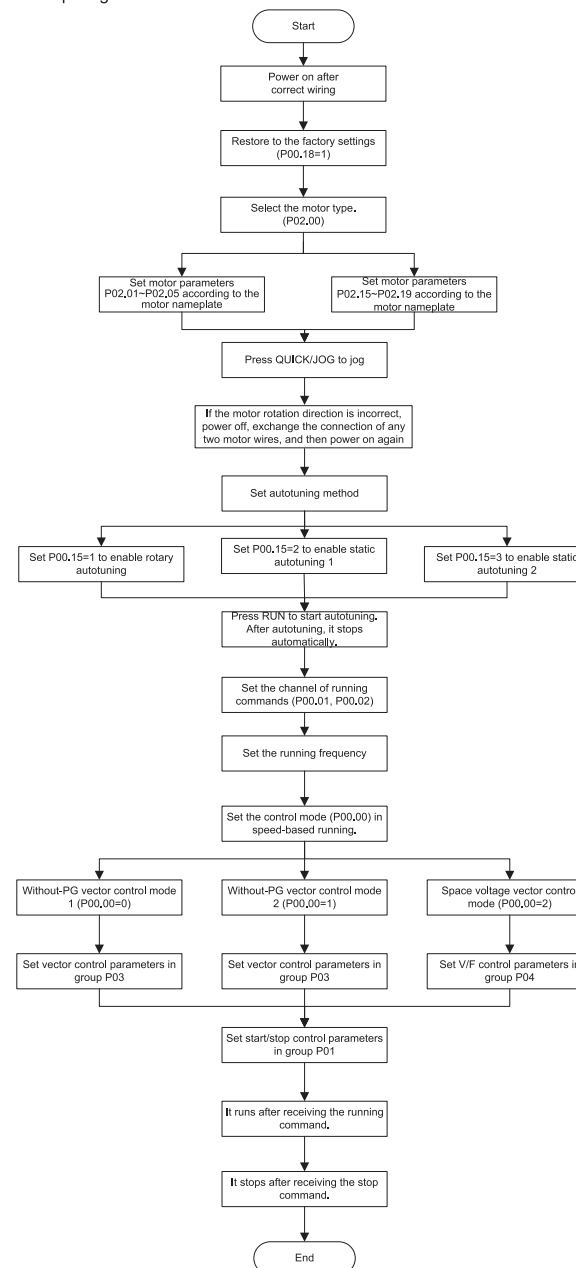 Start
Power on after
correct wiring
Restore to the factory settings
(P00.18=1)
Select the motor type.
(P02.00)
Set motor parameters
P02.01~P02.05 according to the
motor nameplate
Set motor parameters
P02.15~P02.19 according to the
motor nameplate
Press QUICK/JOG to jog
If the motor rotation direction is incorrect,
power off, exchange the connection of any
two motor wires, and then power on again
Set autotuning method
Set P00.15=1 to enable rotary
autotuning
Set P00.15=2 to enable static
autotuning 1
Set P00.15=3 to enable static
autotuning 2
Press RUN to start autotuning.
After autotuning, it stops
automatically.
Set the channel of running
commands (P00.01, P00.02)
Set the running frequency
Set the control mode (P00.00) in
speed-based running.
Without-PG vector control mode
1 (P00.00=0)
Without-PG vector control mode
2 (P00.00=1)
Space voltage vector control
mode (P00.00=2)
Set vector control parameters in
group P03
Set vector control parameters in
group P03
Set V/F control parameters in
group P04
Set start/stop control parameters
in group P01
It runs after receiving the running
command.
It stops after receiving the stop
command.
End